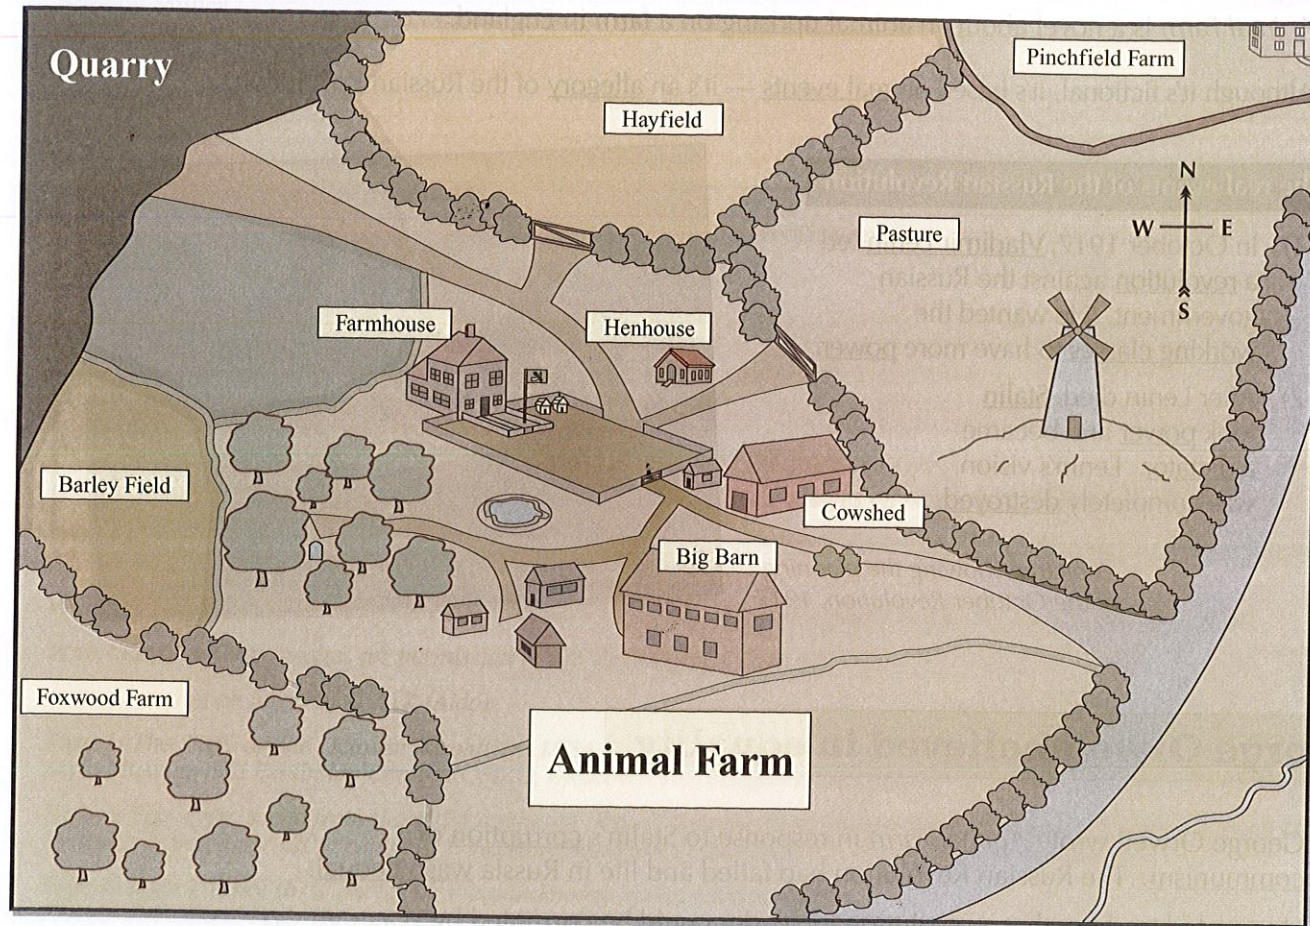 Quarry
Pinchfield Farm
Hayfield
N
Pasture
W E
S
Farmhouse
Henhouse
Barley Field
Cowshed
Big Barn
Foxwood Farm
Animal Farm